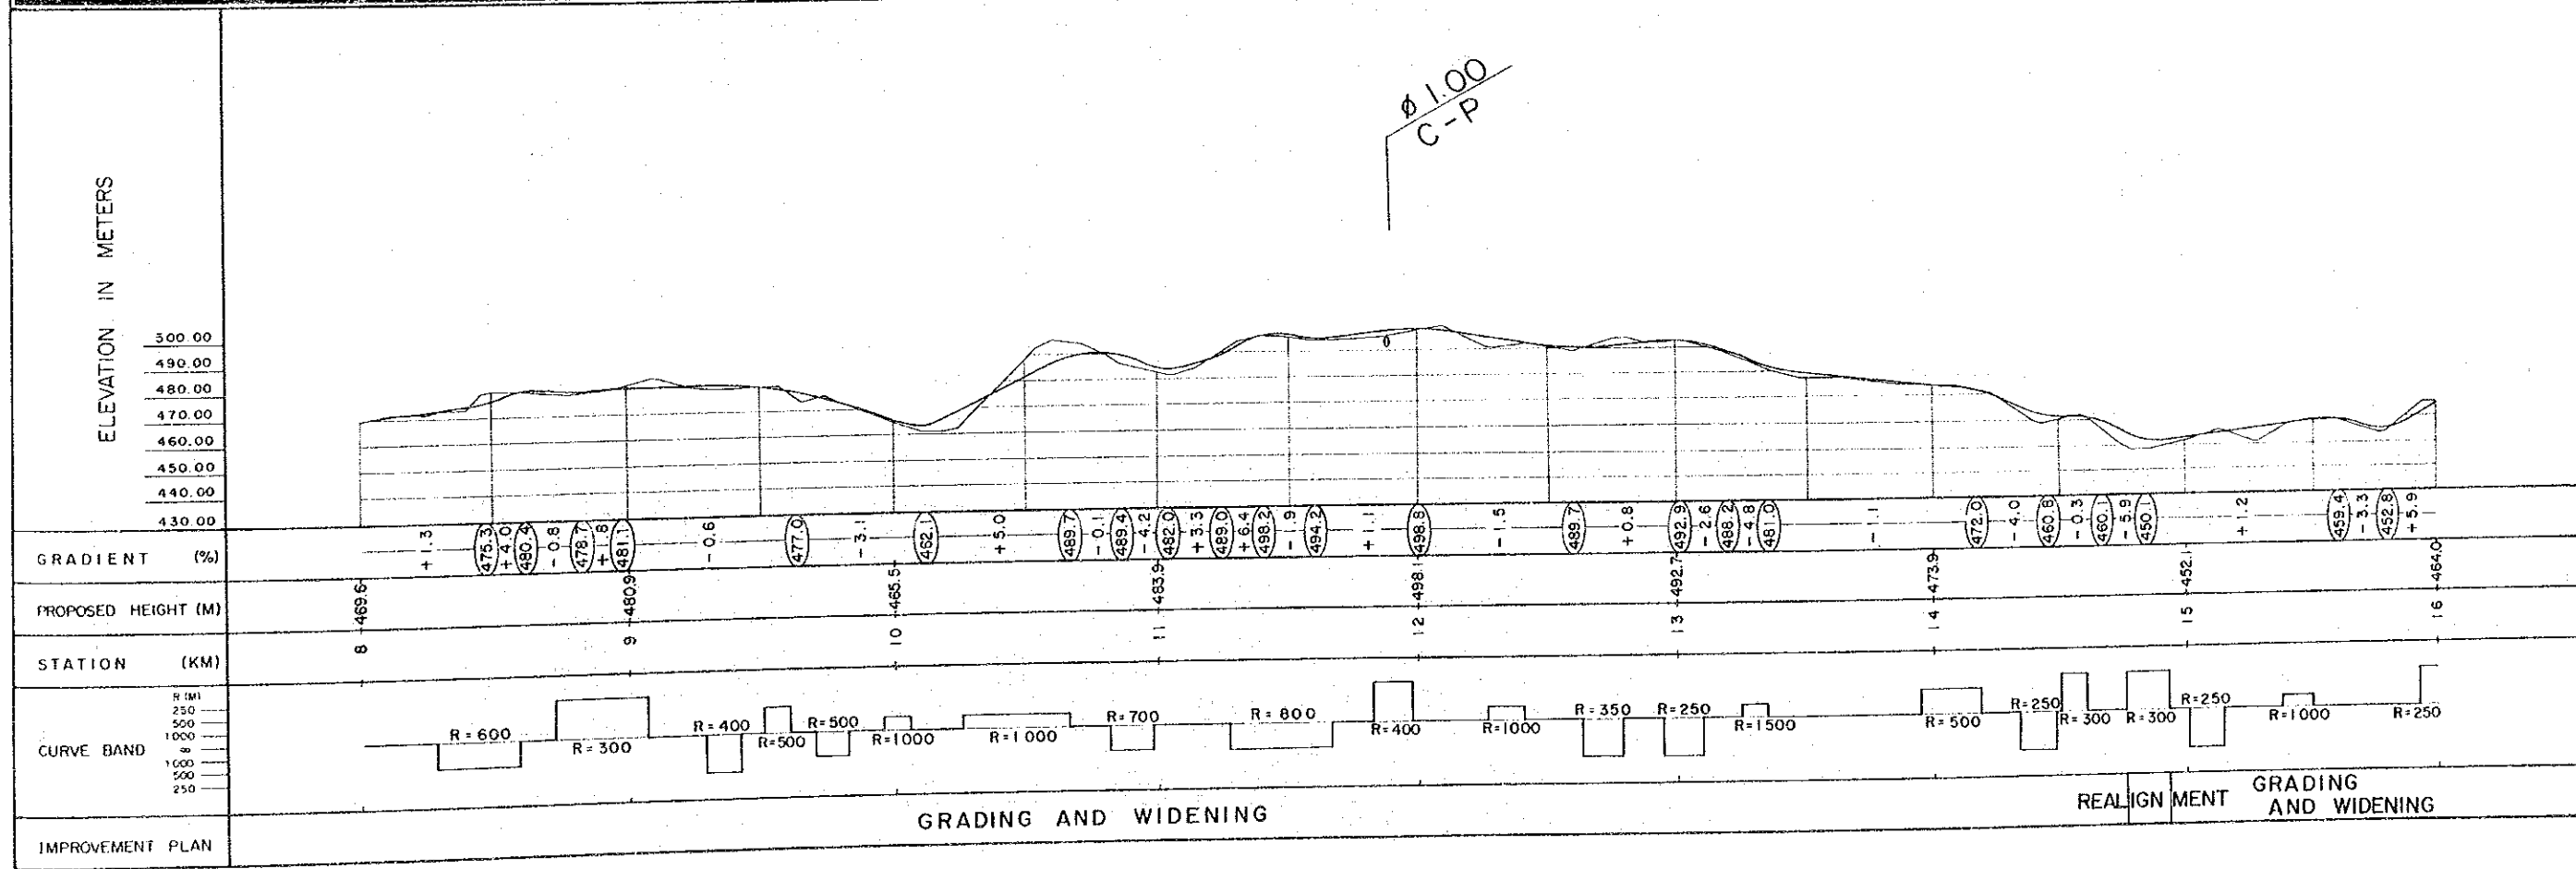 ø 1.00
C-P
ELEVATION IN METERS
500.00
490.00
480.00
470.00
460.00
450.00
440.00
430.00
GRADIENT (%)
+1.3 475.3 +4.0 480.4 -0.8 478.7 +1.8 481.1 -0.6 477.0 -3.1 462.1 +5.0 489.7 -0.1 489.4 -4.2 482.0 +3.3 489.0 +6.4 498.2 -1.9 494.2 +1.1 498.8 -1.5 489.7 +0.8 492.9 -2.6 488.2 -4.8 481.0 -1.1 472.0 -4.0 460.8 -0.3 460.1 -5.9 450.1 +1.2 459.4 -3.3 452.8 +5.9
PROPOSED HEIGHT (M)
469.6 480.9 465.5 483.9 498.1 492.7 473.9 452.1 464.0
STATION (KM)
8 9 10 11 12 13 14 15 16
CURVE BAND
R (M)
250
500
1000
∞
1000
500
250
R=600 R=300 R=400 R=500 R=500 R=1000 R=1000 R=700 R=800 R=400 R=1000 R=350 R=250 R=1500 R=500 R=250 R=300 R=300 R=250 R=1000 R=250
IMPROVEMENT PLAN
GRADING AND WIDENING
REALIGNMENT
GRADING
AND WIDENING